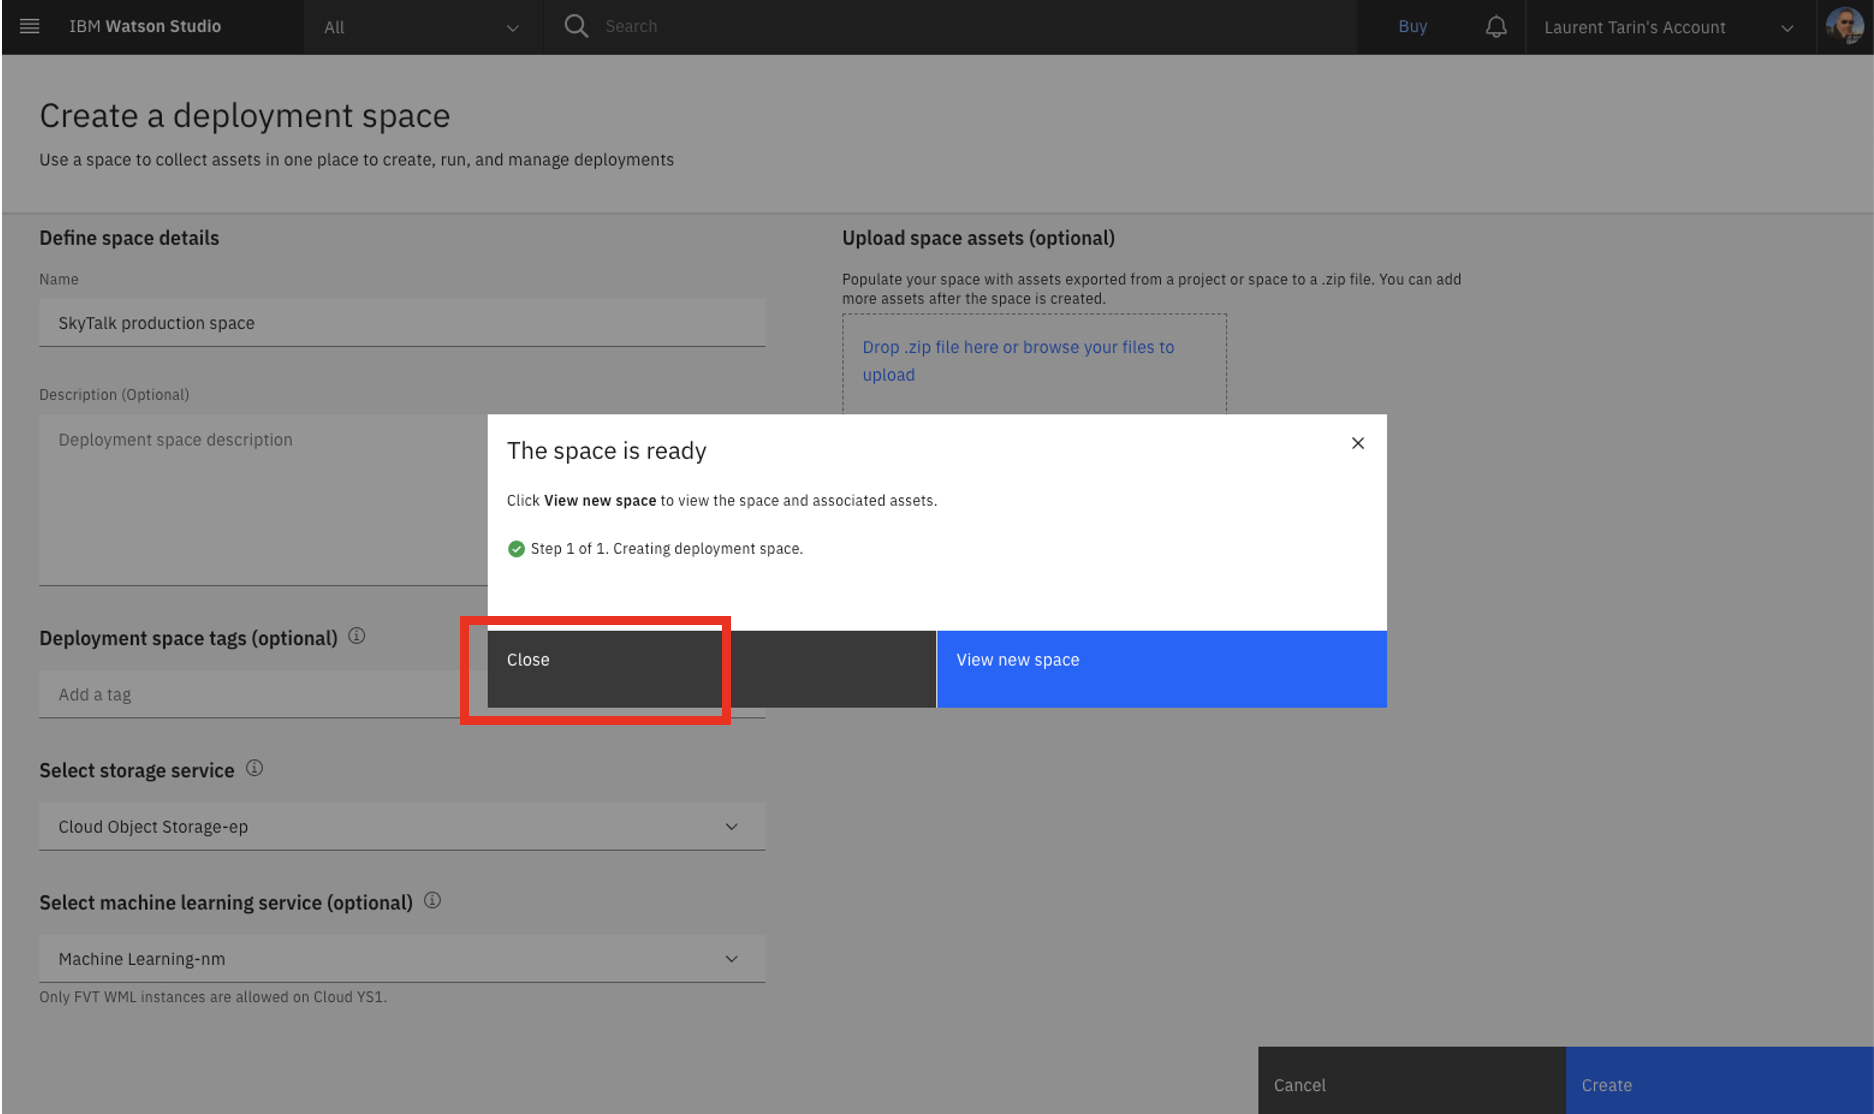 IBM Watson Studio
All
Search
Buy
Laurent Tarin's Account
Create a deployment space
Use a space to collect assets in one place to create, run, and manage deployments
Define space details
Name
SkyTalk production space
Description (Optional)
Deployment space description
Upload space assets (optional)
Populate your space with assets exported from a project or space to a .zip file. You can add
more assets after the space is created.
Drop .zip file here or browse your files to
upload
The space is ready
Click View new space to view the space and associated assets.
Step 1 of 1. Creating deployment space.
Close
View new space
Deployment space tags (optional)
Add a tag
Select storage service
Cloud Object Storage-ep
Select machine learning service (optional)
Machine Learning-nm
Only FVT WML instances are allowed on Cloud YS1.
Cancel
Create